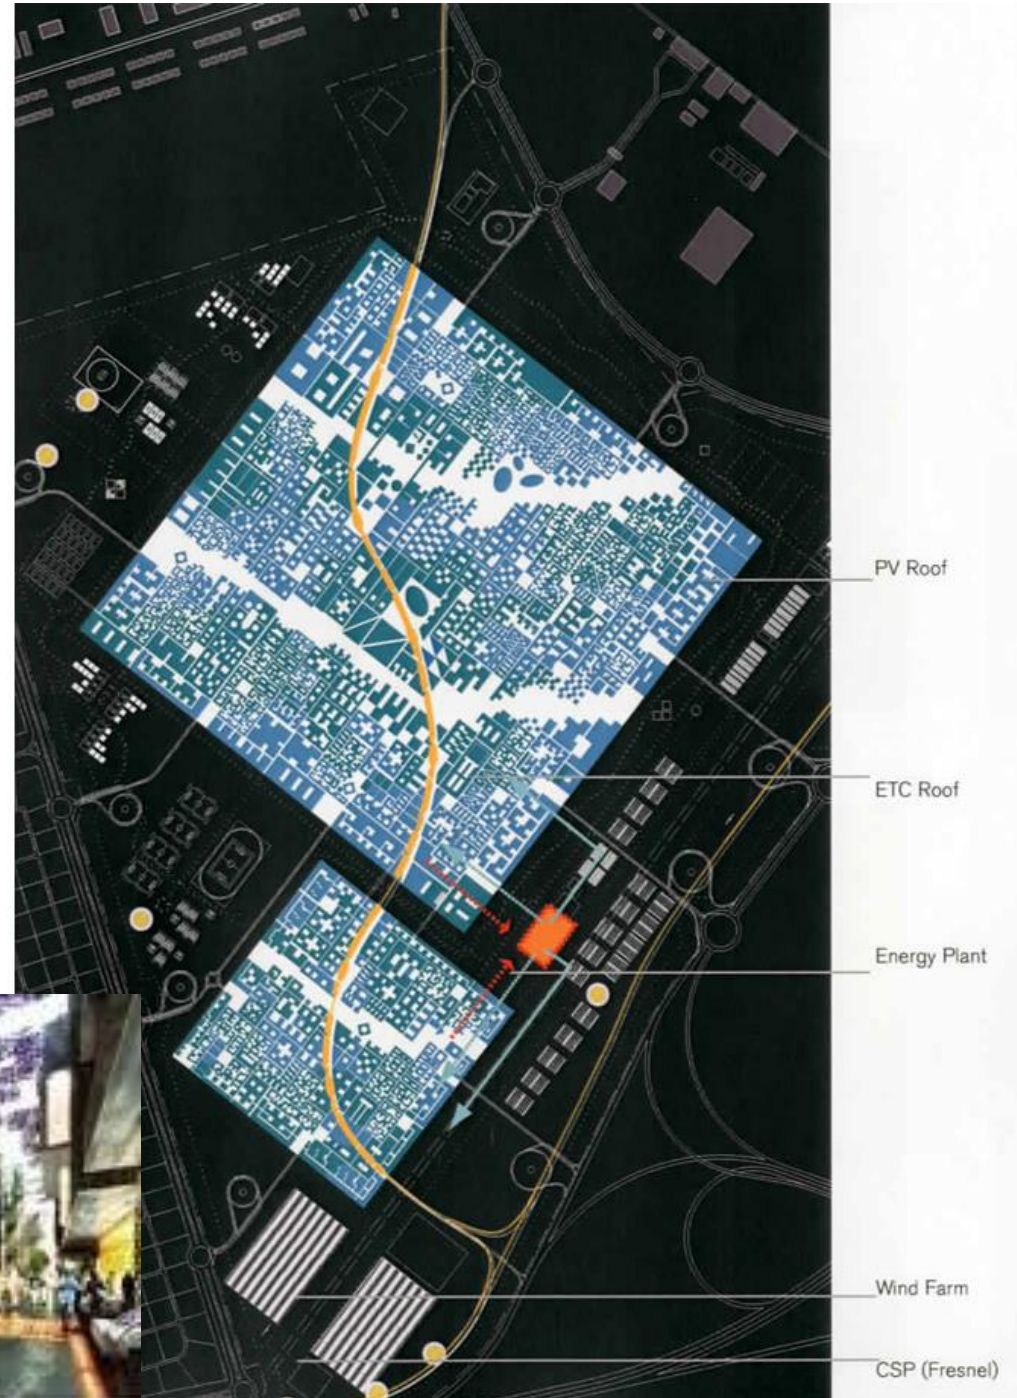 PV Roof
ETC Roof
Energy Plant
Wind Farm
CSP (Fresnel)